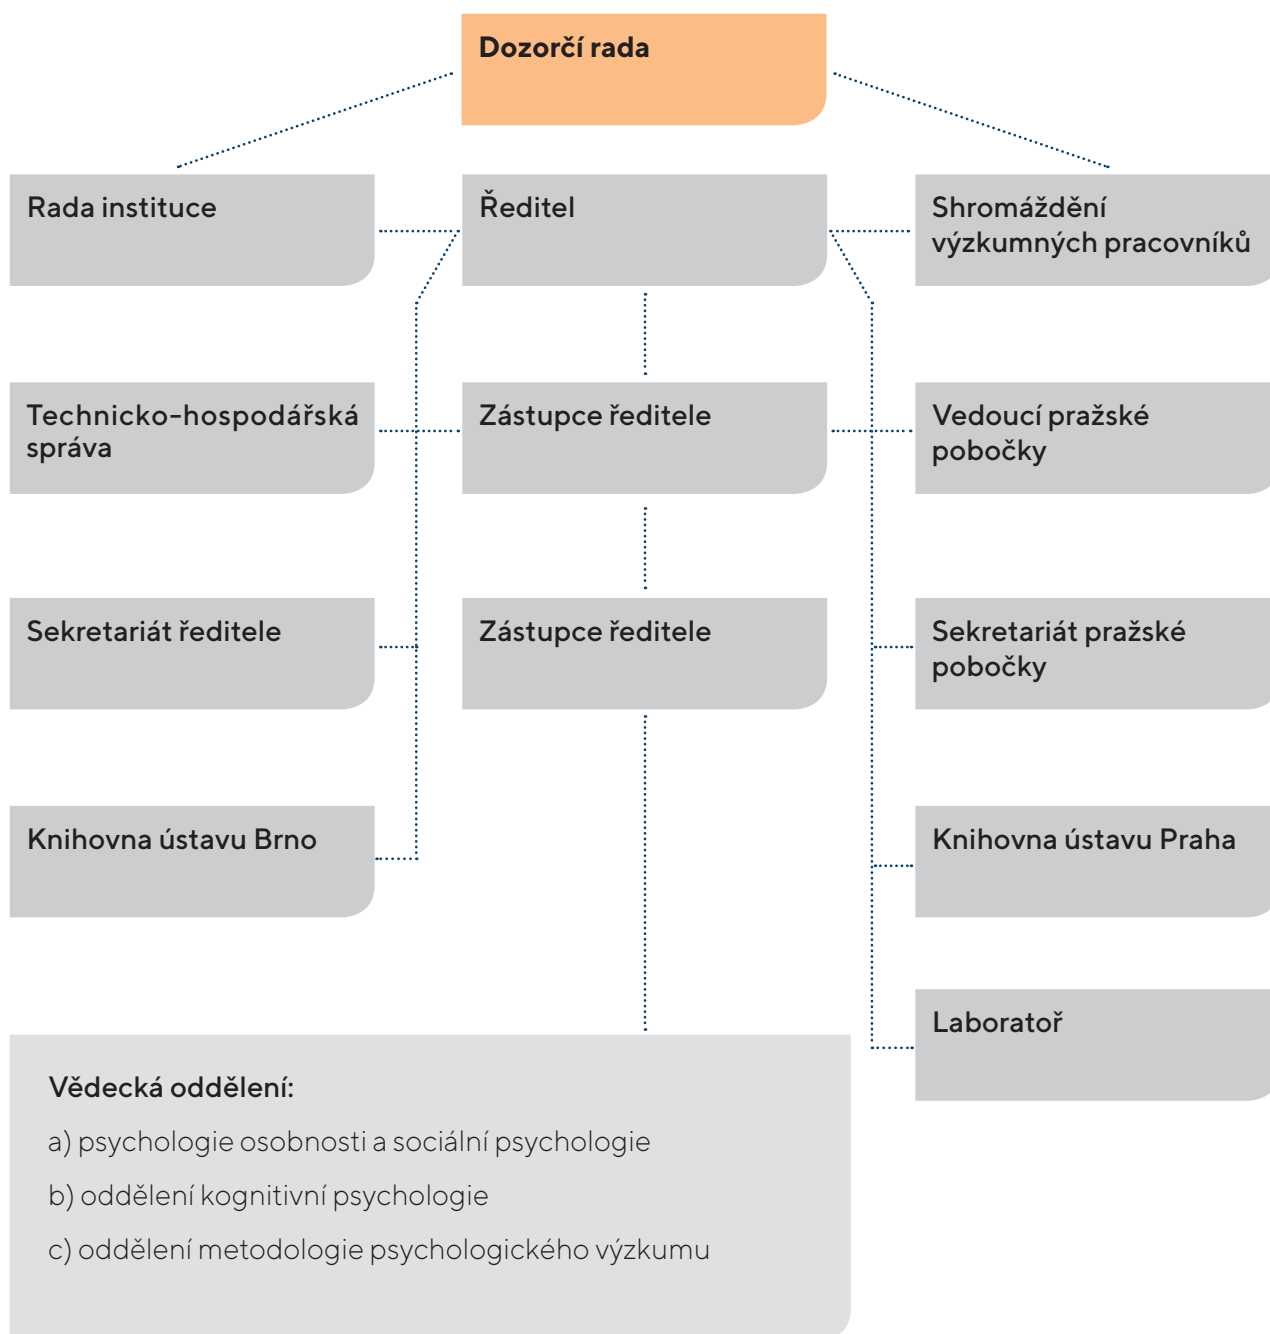 Dozorčí rada
Rada instituce
Ředitel
Shromáždění
výzkumných pracovníků
Technicko-hospodářská
správa
Zástupce ředitele
Vedoucí pražské
pobočky
Sekretariát ředitele
Zástupce ředitele
Sekretariát pražské
pobočky
Knihovna ústavu Brno
Knihovna ústavu Praha
Laboratoř
Vědecká oddělení:
a) psychologie osobnosti a sociální psychologie
b) oddělení kognitivní psychologie
c) oddělení metodologie psychologického výzkumu